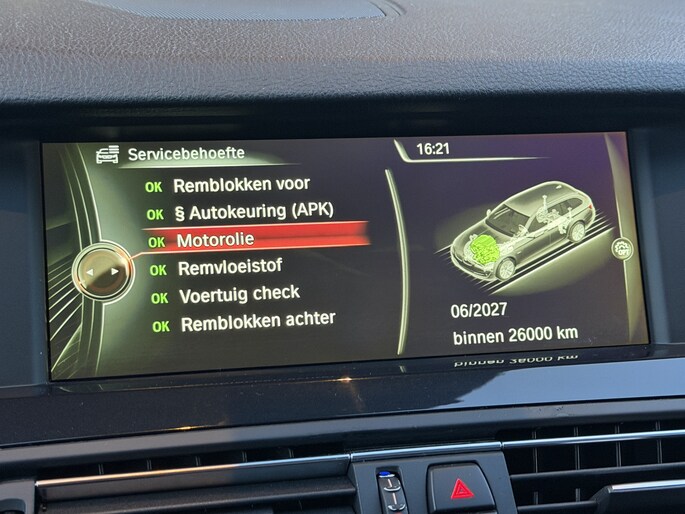 Servicebehoefte
16:21
OK Remblokken voor
OK § Autokeuring (APK)
OK Motorolie
OK Remvloeistof
OK Voertuig check
OK Remblokken achter
06/2027
binnen 26000 km